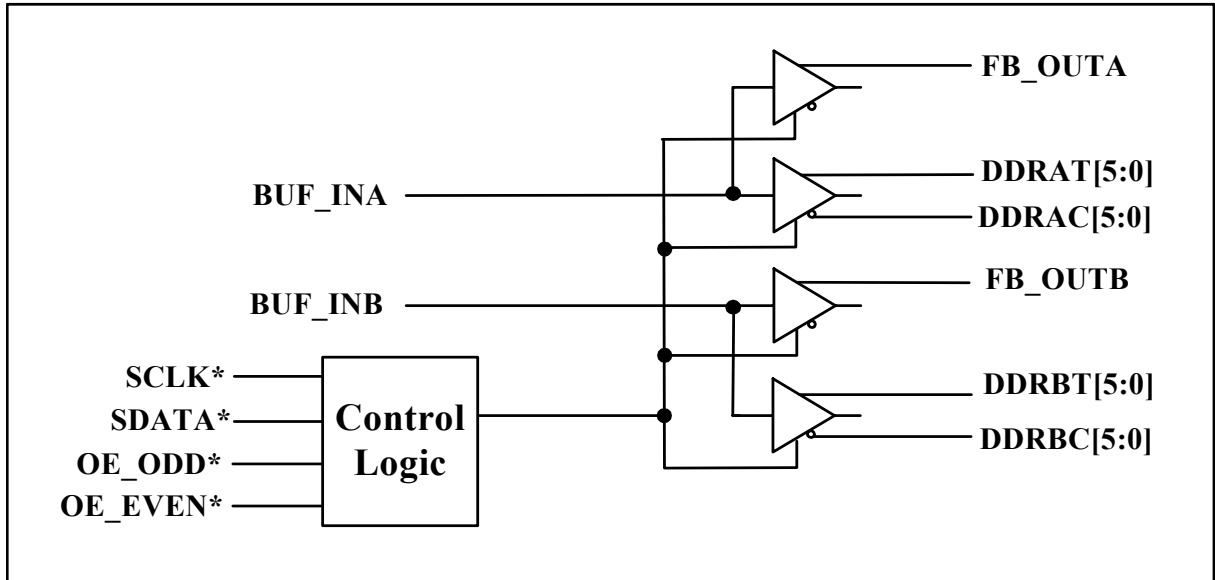 FB_OUTA
BUF_INA
DDRAT[5:0]
DDRAC[5:0]
BUF_INB
FB_OUTB
SCLK*
SDATA*
OE_ODD*
OE_EVEN*
Control
Logic
DDRBT[5:0]
DDRBC[5:0]